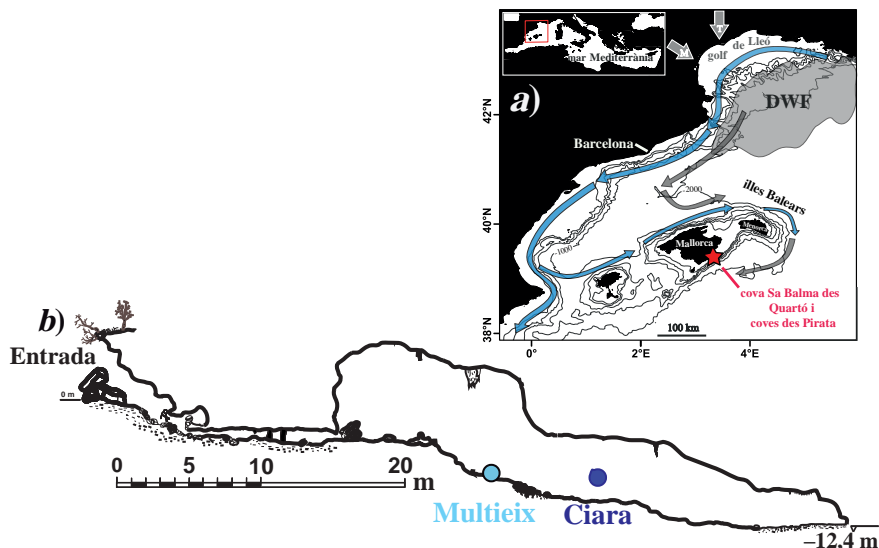 mar Mediterrània
T
M
golf de Lleó
a)
DWF
42°N
Barcelona
2000
illes Balears
40°N
1000
Menorca
Mallorca
cova Sa Balma des
Quartó i
coves des Pirata
100 km
38°N
0°
2°E
4°E
b)
Entrada
0 m
0 5 10 20
m
Multieix
Ciara
–12,4 m